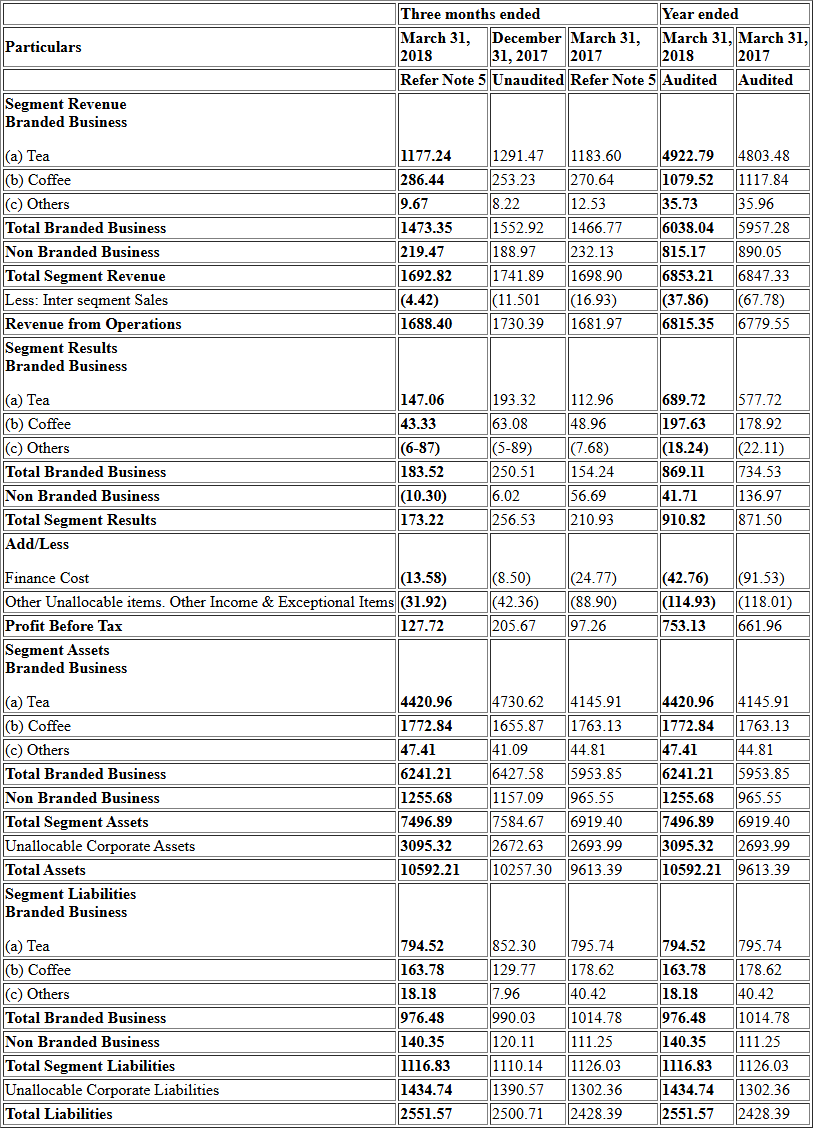 Three months ended Year ended
Particulars March 31, 2018 December 31, 2017 March 31, 2017 March 31, 2018 March 31, 2017
Refer Note 5 Unaudited Refer Note 5 Audited Audited
Segment Revenue
Branded Business
(a) Tea 1177.24 1291.47 1183.60 4922.79 4803.48
(b) Coffee 286.44 253.23 270.64 1079.52 1117.84
(c) Others 9.67 8.22 12.53 35.73 35.96
Total Branded Business 1473.35 1552.92 1466.77 6038.04 5957.28
Non Branded Business 219.47 188.97 232.13 815.17 890.05
Total Segment Revenue 1692.82 1741.89 1698.90 6853.21 6847.33
Less: Inter seqment Sales (4.42) (11.501 (16.93) (37.86) (67.78)
Revenue from Operations 1688.40 1730.39 1681.97 6815.35 6779.55
Segment Results
Branded Business
(a) Tea 147.06 193.32 112.96 689.72 577.72
(b) Coffee 43.33 63.08 48.96 197.63 178.92
(c) Others (6-87) (5-89) (7.68) (18.24) (22.11)
Total Branded Business 183.52 250.51 154.24 869.11 734.53
Non Branded Business (10.30) 6.02 56.69 41.71 136.97
Total Segment Results 173.22 256.53 210.93 910.82 871.50
Add/Less
Finance Cost (13.58) (8.50) (24.77) (42.76) (91.53)
Other Unallocable items. Other Income & Exceptional Items (31.92) (42.36) (88.90) (114.93) (118.01)
Profit Before Tax 127.72 205.67 97.26 753.13 661.96
Segment Assets
Branded Business
(a) Tea 4420.96 4730.62 4145.91 4420.96 4145.91
(b) Coffee 1772.84 1655.87 1763.13 1772.84 1763.13
(c) Others 47.41 41.09 44.81 47.41 44.81
Total Branded Business 6241.21 6427.58 5953.85 6241.21 5953.85
Non Branded Business 1255.68 1157.09 965.55 1255.68 965.55
Total Segment Assets 7496.89 7584.67 6919.40 7496.89 6919.40
Unallocable Corporate Assets 3095.32 2672.63 2693.99 3095.32 2693.99
Total Assets 10592.21 10257.30 9613.39 10592.21 9613.39
Segment Liabilities
Branded Business
(a) Tea 794.52 852.30 795.74 794.52 795.74
(b) Coffee 163.78 129.77 178.62 163.78 178.62
(c) Others 18.18 7.96 40.42 18.18 40.42
Total Branded Business 976.48 990.03 1014.78 976.48 1014.78
Non Branded Business 140.35 120.11 111.25 140.35 111.25
Total Segment Liabilities 1116.83 1110.14 1126.03 1116.83 1126.03
Unallocable Corporate Liabilities 1434.74 1390.57 1302.36 1434.74 1302.36
Total Liabilities 2551.57 2500.71 2428.39 2551.57 2428.39